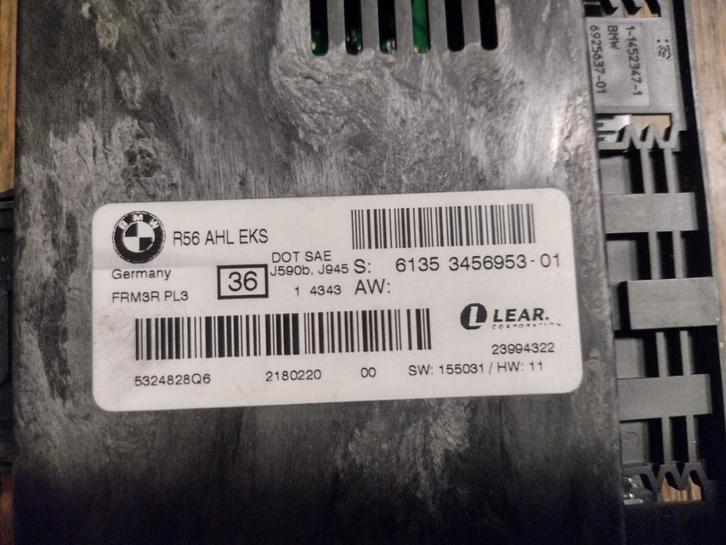 BMW
R56 AHL EKS
Germany
36
DOT SAE
J590b. J945
S: 6135 3456953-01
FRM3R PL3
1 4343 AW:
LEAR.
CORPORATION
23994322
5324828Q6
2180220
00
SW: 155031 / HW: 11
1-1452347-1
BMW
6925637-01